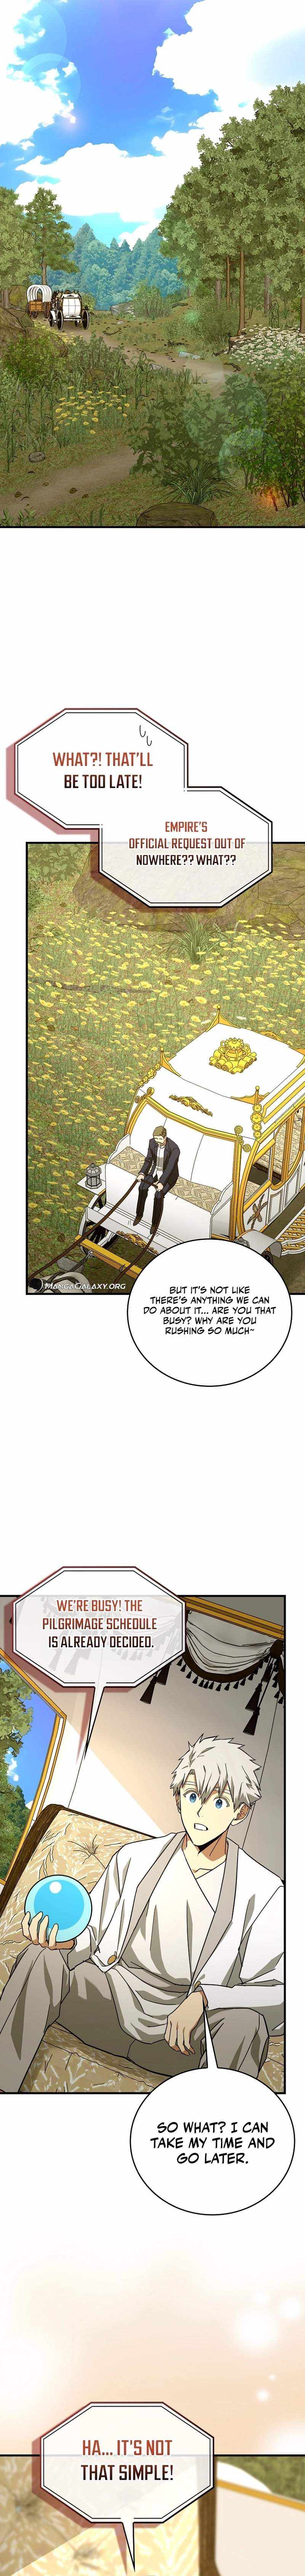 WHAT?! THAT'LL
BE TOO LATE!
EMPIRE'S
OFFICIAL REQUEST OUT OF
NOWHERE?? WHAT??
MANGAGALAXY.ORG
BUT IT'S NOT LIKE
THERE'S ANYTHING WE CAN
DO ABOUT IT... ARE YOU THAT
BUSY? WHY ARE YOU
RUSHING SO MUCH~
WE'RE BUSY! THE
PILGRIMAGE SCHEDULE
IS ALREADY DECIDED.
SO WHAT? I CAN
TAKE MY TIME AND
GO LATER.
HA... IT'S NOT
THAT SIMPLE!